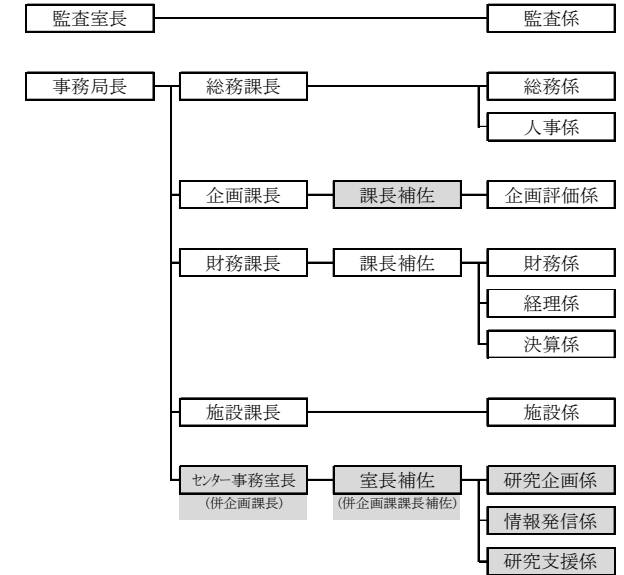 監査室長
監査係
事務局長
総務課長
総務係
人事係
企画課長
課長補佐
企画評価係
財務課長
課長補佐
財務係
経理係
決算係
施設課長
施設係
センター事務室長
(併企画課長)
室長補佐
(併企画課課長補佐)
研究企画係
情報発信係
研究支援係